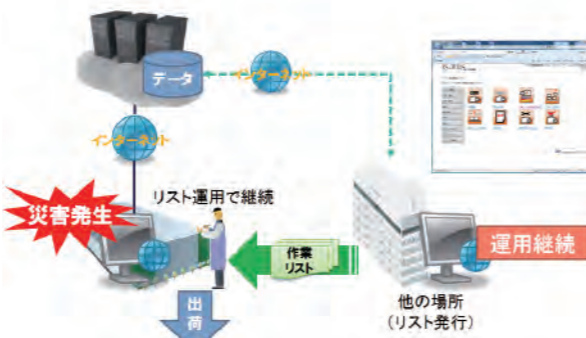 データ
インターネット
インターネット
災害発生
リスト運用で継続
作業
リスト
運用継続
出
荷
他の場所
(リスト発行)